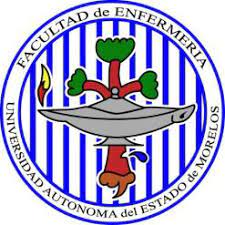 FACULTAD de ENFERMERIA
UNIVERSIDAD AUTONOMA del ESTADO de MORELOS